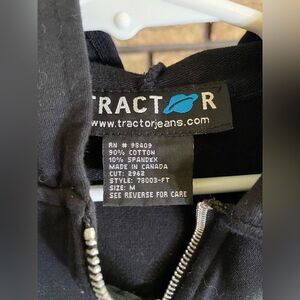 TRACTOR
www.tractorjeans.com
RN # 98409
90% COTTON
10% SPANDEX
MADE IN CANADA
CUT: 2962
STYLE: 78003-FT
SIZE: M
SEE REVERSE FOR CARE